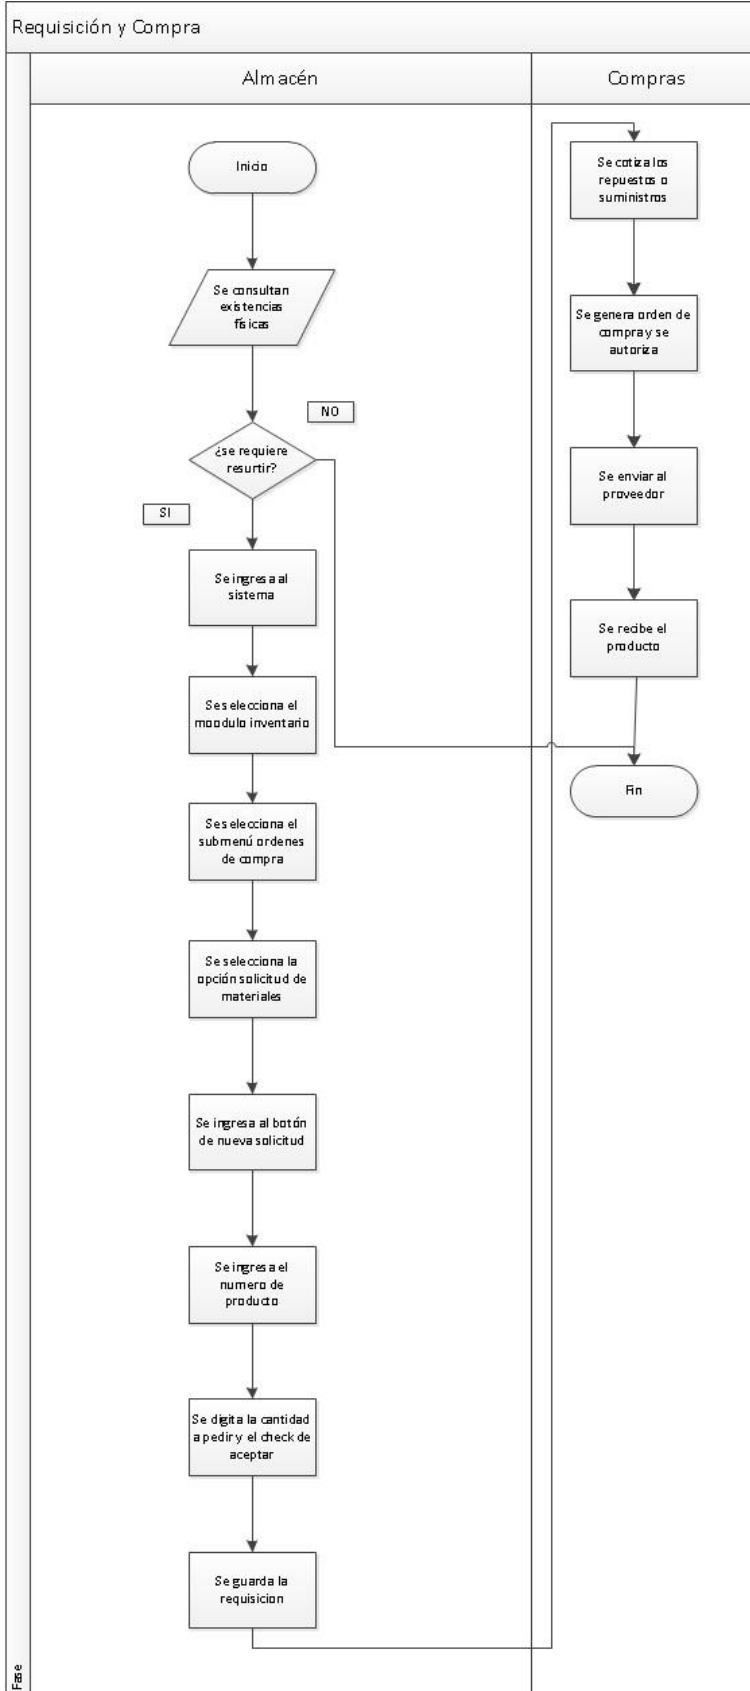 Requisición y Compra
Almacén
Compras
Inicio
Se consultan
existencias
físicas
NO
¿se requiere
resurtir?
SI
Se ingresa al
sistema
Se selecciona el
moodulo inventario
Se selecciona el
submenú ordenes
de compra
Se selecciona la
opción solicitud de
materiales
Se ingresa al botón
de nueva solicitud
Se ingresa el
numero de
producto
Se digita la cantidad
a pedir y el check de
aceptar
Se guarda la
requisicion
Se cotiza los
repuestos o
suministros
Se genera orden de
compra y se
autoriza
Se enviar al
proveedor
Se recibe el
producto
Fin
Fase